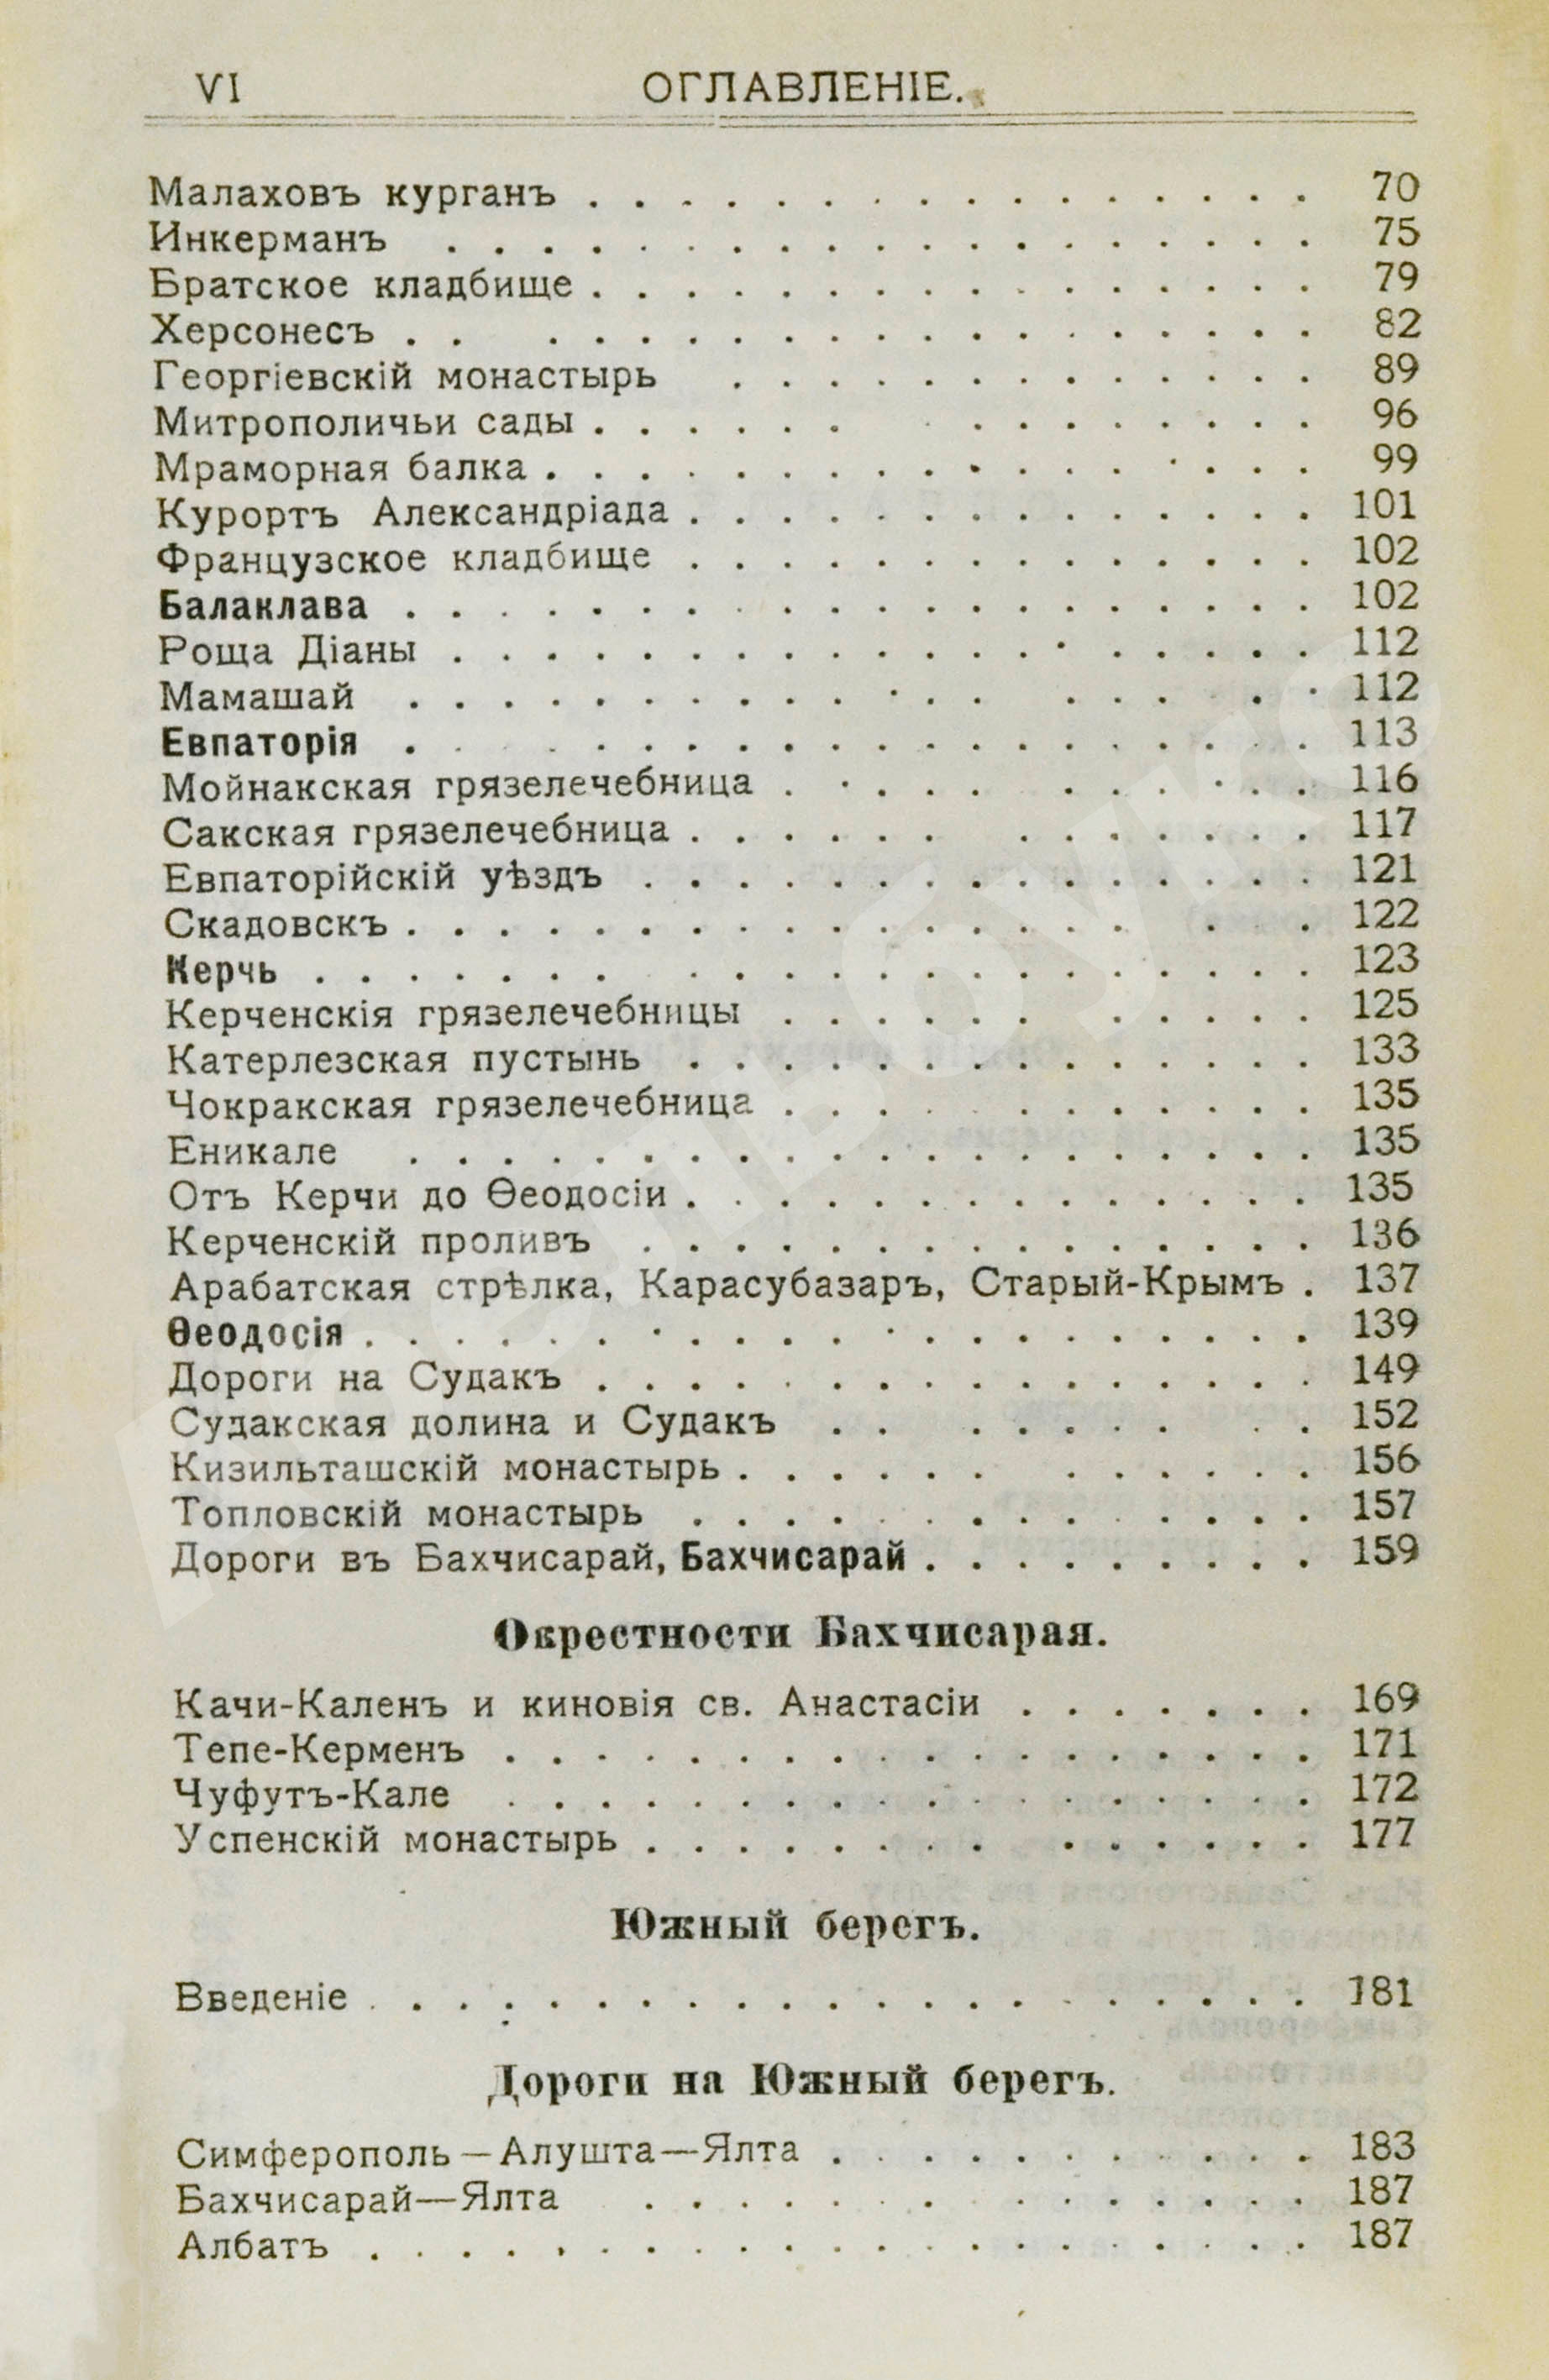 VI ОГЛАВЛЕНІЕ.
Малаховъ курганъ . . . . . . . . . . . . . . . . 70
Инкерманъ . . . . . . . . . . . . . . . . . . . 75
Братское кладбище . . . . . . . . . . . . . . . . 79
Херсонесъ . . . . . . . . . . . . . . . . . . . 82
Георгіевскій монастырь . . . . . . . . . . . . . 89
Митрополичьи сады . . . . . . . . . . . . . . . 96
Мраморная балка . . . . . . . . . . . . . . . . . 99
Курортъ Александріада . . . . . . . . . . . . . . 101
Французское кладбище . . . . . . . . . . . . . . 102
Балаклава . . . . . . . . . . . . . . . . . . . . 102
Роща Діаны . . . . . . . . . . . . . . . . . . . 112
Мамашай . . . . . . . . . . . . . . . . . . 112
Евпаторія . . . . . . . . . . . . . . . . . . . 113
Мойнакская грязелечебница . . . . . . . . . . . 116
Сакская грязелечебница . . . . . . . . . . . . . 117
Евпаторійскій уѣздъ . . . . . . . . . . . . . . . 121
Скадовскъ . . . . . . . . . . . . . . . . . . 122
Керчь . . . . . . . . . . . . . . . . . . . . 123
Керченскія грязелечебницы . . . . . . . . . . . 125
Катерлезская пустынь . . . . . . . . . . . . . . 133
Чокракская грязелечебница . . . . . . . . . . . . 135
Еникале . . . . . . . . . . . . . . . . . . . . 135
Отъ Керчи до Ѳеодосіи . . . . . . . . . . . . . . 135
Керченскій проливъ . . . . . . . . . . . . . . . 136
Арабатская стрѣлка, Карасубазаръ, Старый-Крымъ . 137
Ѳеодосія . . . . . . . . . . . . . . . . . . . . . 139
Дороги на Судакъ . . . . . . . . . . . . . . . . 149
Судакская долина и Судакъ . . . . . . . . . 152
Кизильташскій монастырь . . . . . . . . . . . . 156
Топловскій монастырь . . . . . . . . . . . . . . 157
Дороги въ Бахчисарай, Бахчисарай . . . . . . . . . 159
Окрестности Бахчисарая.
Качи-Каленъ и киновія св. Анастасіи . . . . . . . 169
Тепе-Керменъ . . . . . . . . . . . . . . . . . . 171
Чуфутъ-Кале . . . . . . . . . . . . . . . . . . 172
Успенскій монастырь . . . . . . . . . . . . . . 177
Южный берегъ.
Введеніе . . . . . . . . . . . . . . . . . . . . . 181
Дороги на Южный берегъ.
Симферополь—Алушта—Ялта . . . . . . . . . . . 183
Бахчисарай—Ялта . . . . . . . . . . . . . . 187
Албатъ . . . . . . . . . . . . . . . . . . . . . 187